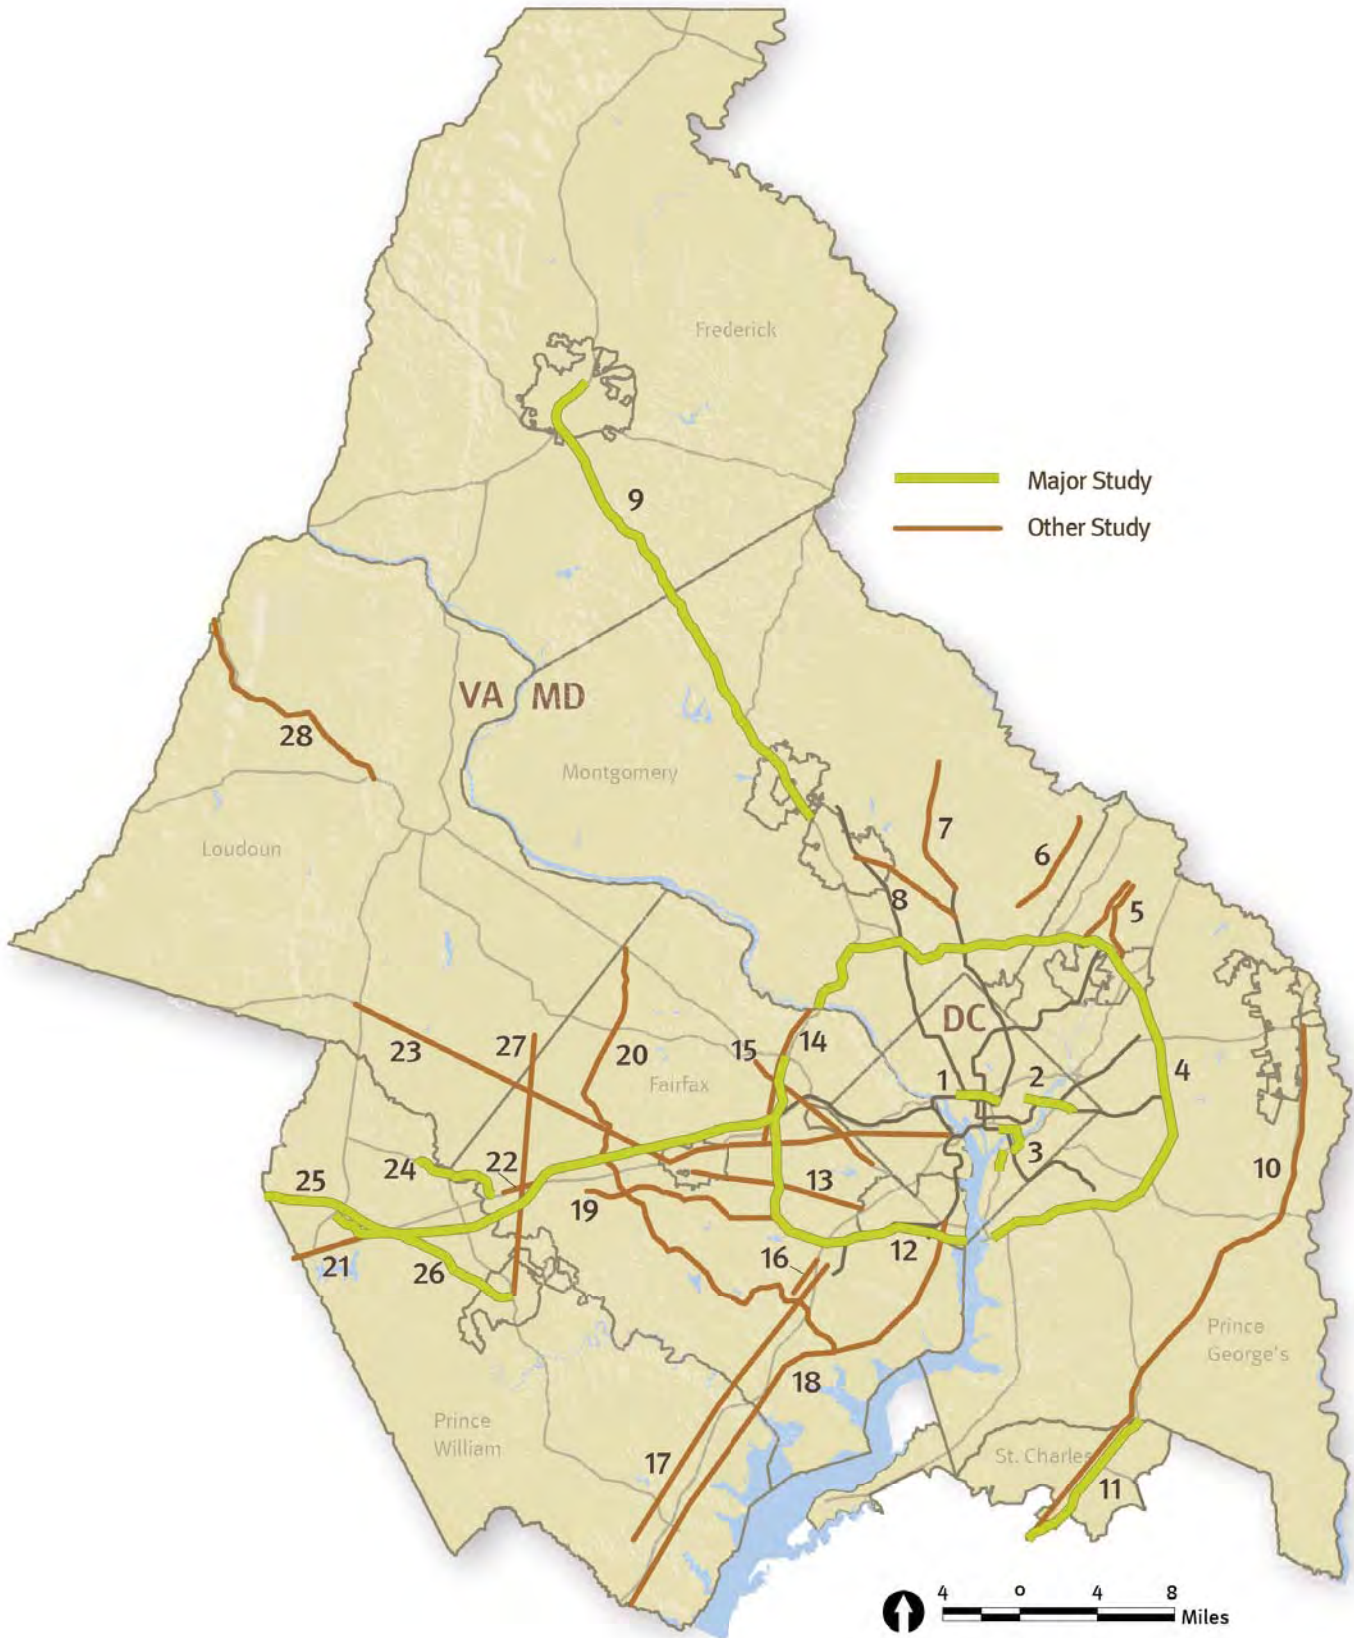 Frederick
9
Major Study
Other Study
VA MD
28
Montgomery
7
6
Loudoun
8
5
DC
23
27
20
15
14
Fairfax
1
2
4
3
24
22
25
13
10
19
21
26
16
12
Prince
George's
18
Prince
William
17
St. Charles
11
4 0 4 8
Miles